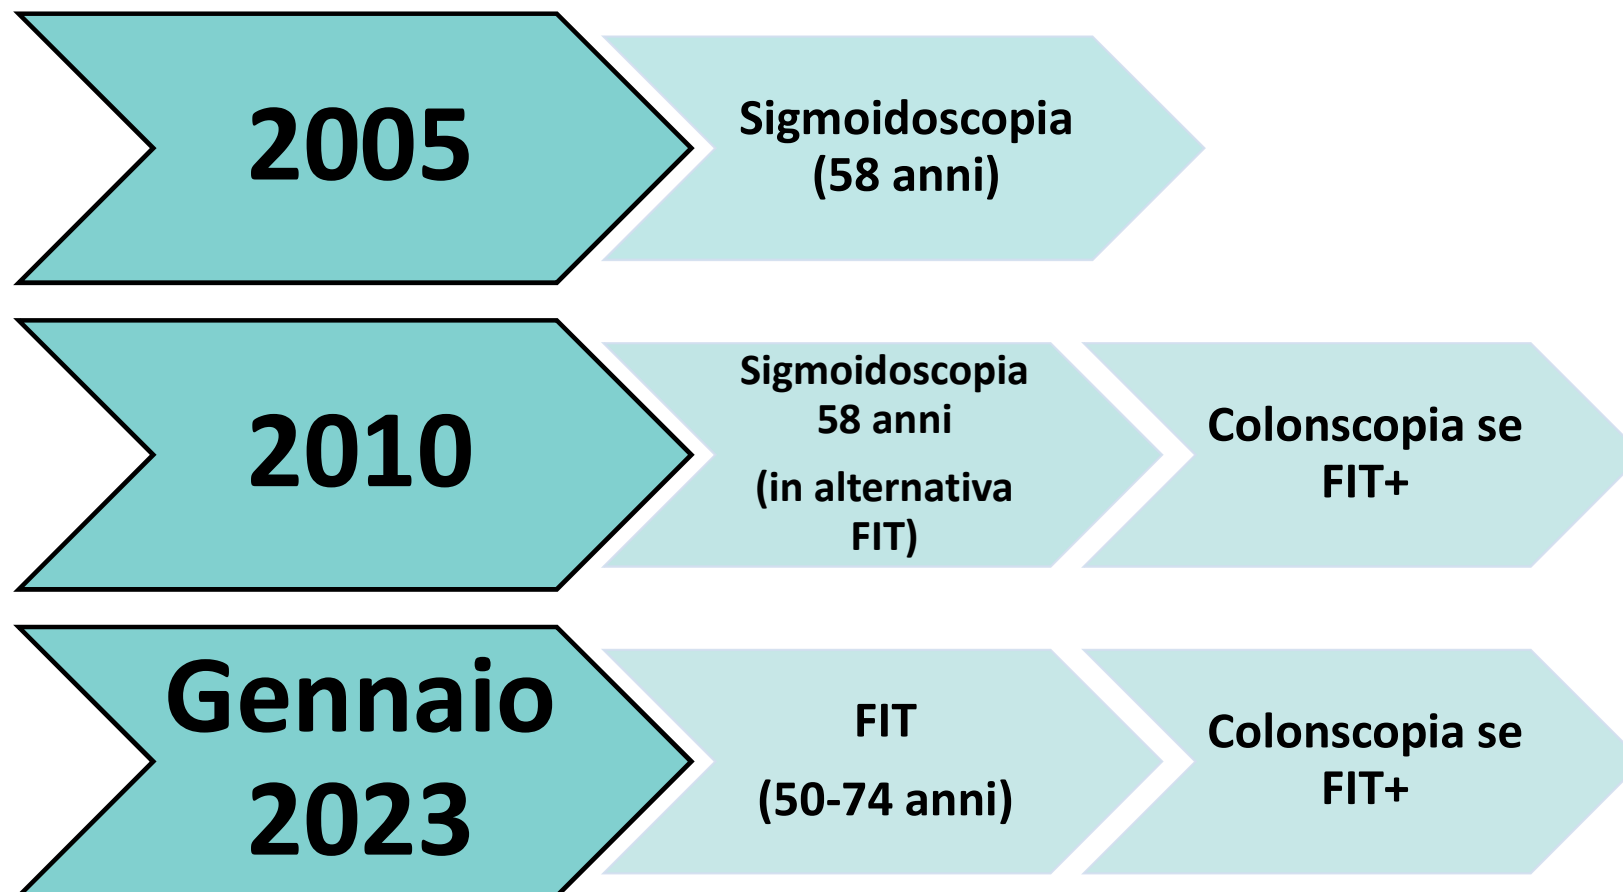 2005
Sigmoidoscopia
(58 anni)
2010
Sigmoidoscopia
58 anni
(in alternativa
FIT)
Colonscopia se
FIT+
Gennaio
2023
FIT
(50-74 anni)
Colonscopia se
FIT+